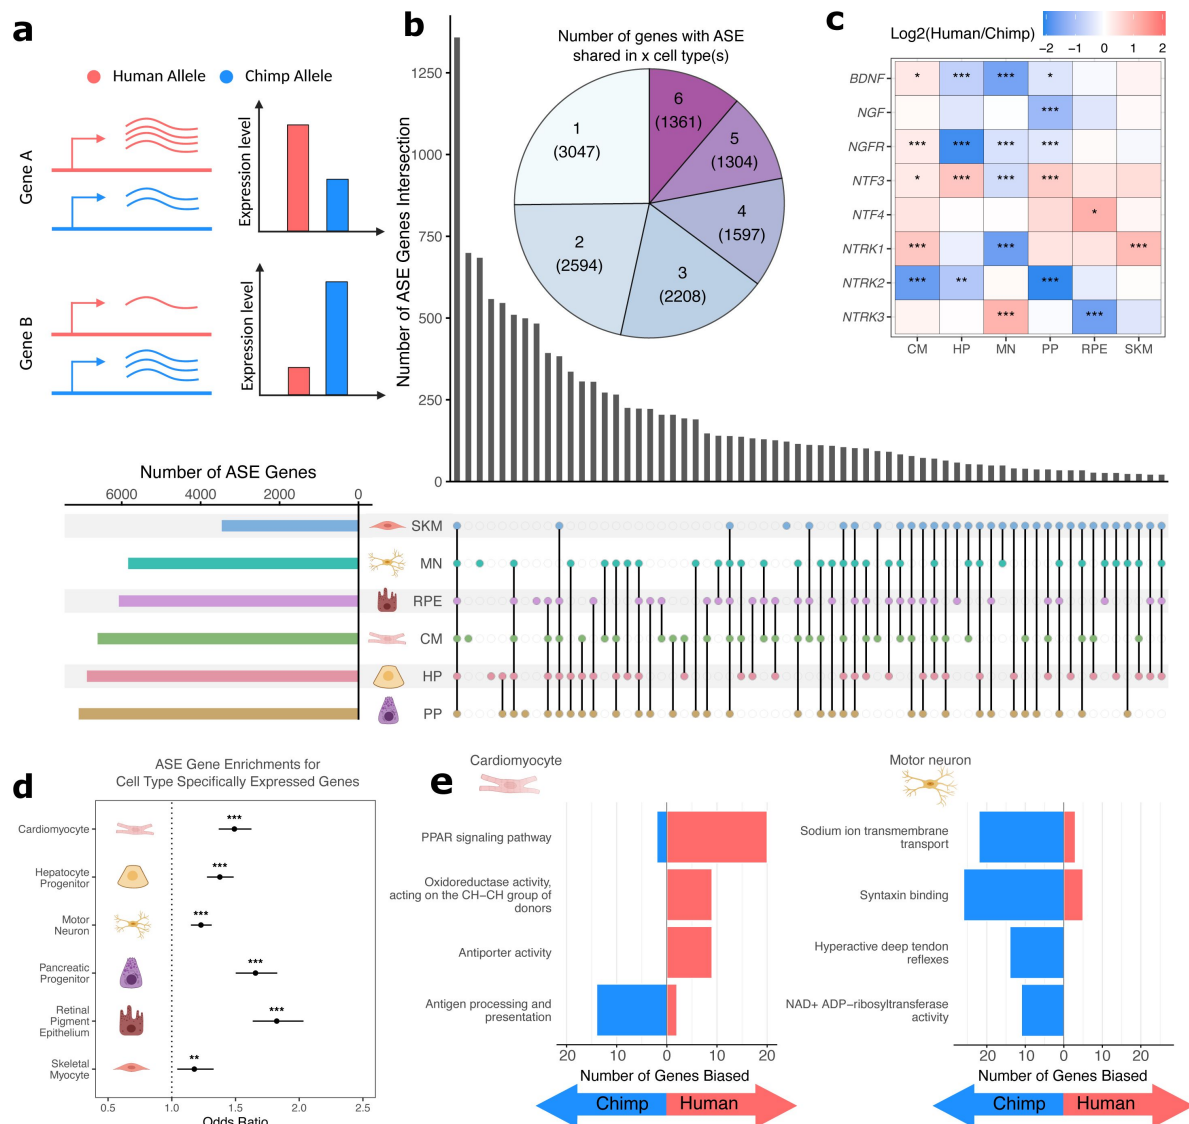 a
Human Allele
Chimp Allele
Gene A
Expression level
Gene B
Expression level
b
Number of ASE Genes Intersection
1250
1000
750
500
250
0
Number of genes with ASE
shared in x cell type(s)
6
(1361)
5
(1304)
4
(1597)
3
(2208)
2
(2594)
1
(3047)
c
Log2(Human/Chimp)
−2 −1 0 1 2
BDNF * *** *** *
NGF ***
NGFR *** *** *** ***
NTF3 * *** *** ***
NTF4 *
NTRK1 *** *** ***
NTRK2 *** ** ***
NTRK3 *** ***
CM HP MN PP RPE SKM
Number of ASE Genes
6000 4000 2000 0
SKM
MN
RPE
CM
HP
PP
d
ASE Gene Enrichments for
Cell Type Specifically Expressed Genes
Cardiomyocyte
***
Hepatocyte
Progenitor
***
Motor
Neuron
***
Pancreatic
Progenitor
***
Retinal
Pigment
Epithelium
***
Skeletal
Myocyte
**
0.5 1.0 1.5 2.0 2.5
Odds Ratio
e
Cardiomyocyte
PPAR signaling pathway
Oxidoreductase activity,
acting on the CH−CH group of
donors
Antiporter activity
Antigen processing and
presentation
20 10 0 10 20
Number of Genes Biased
Chimp Human
Motor neuron
Sodium ion transmembrane
transport
Syntaxin binding
Hyperactive deep tendon
reflexes
NAD+ ADP−ribosyltransferase
activity
20 10 0 10 20
Number of Genes Biased
Chimp Human